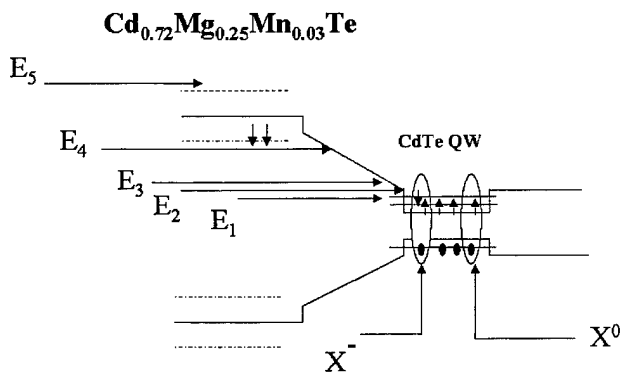 Cd0.72Mg0.25Mn0.03Te
E5
E4
CdTe QW
E3
E2
E1
X-
X0